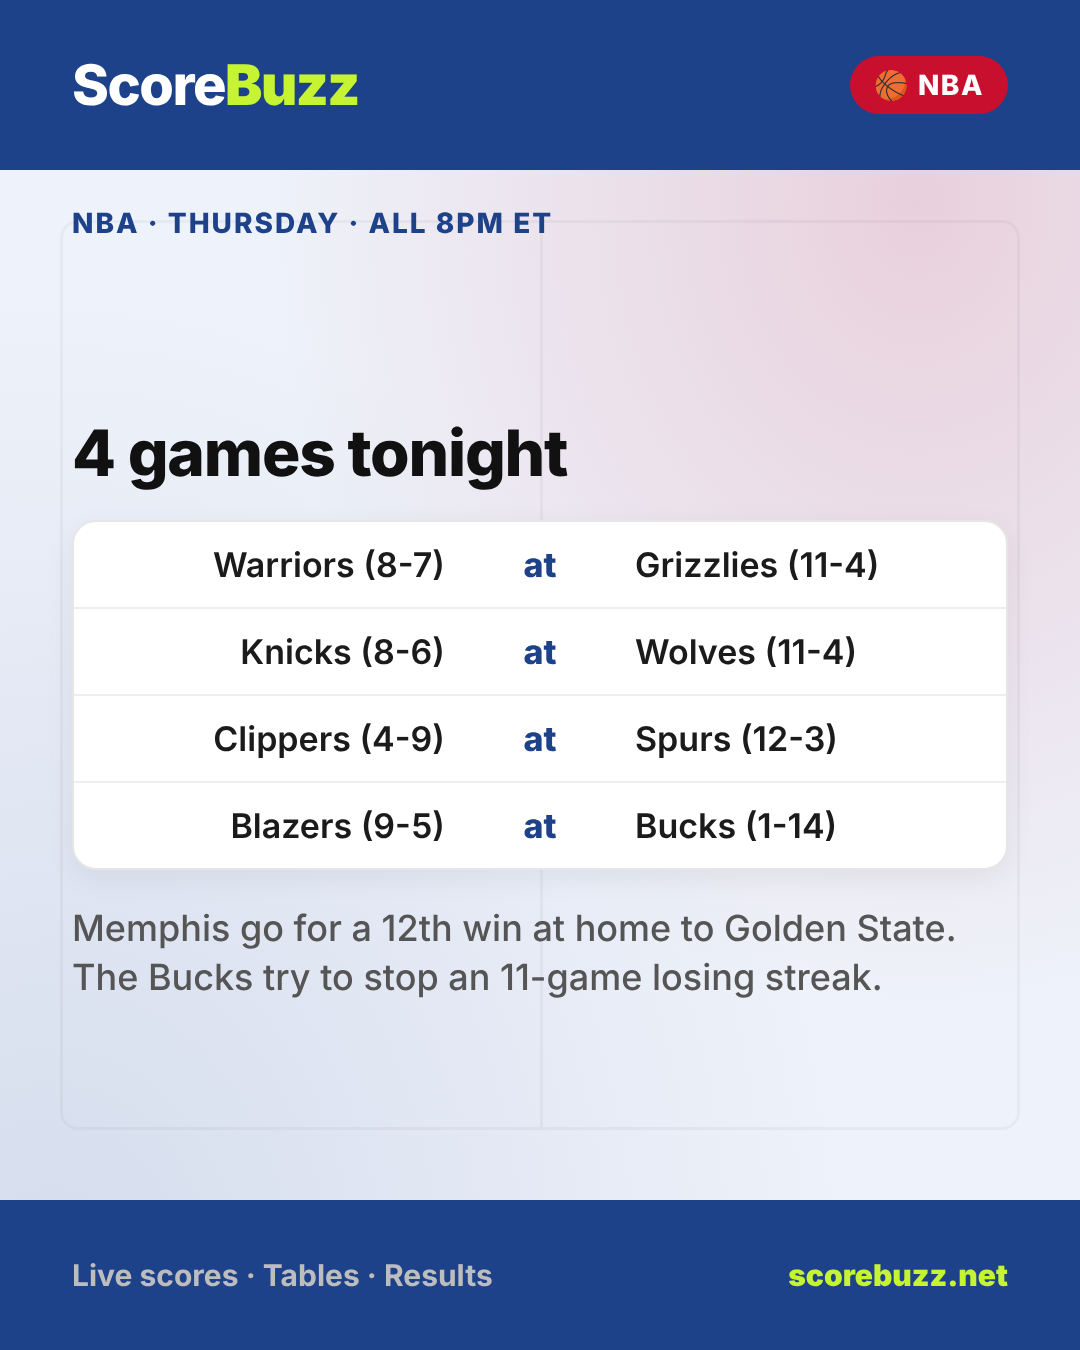 ScoreBuzz
🏀 NBA
NBA · THURSDAY · ALL 8PM ET
4 games tonight
Warriors (8-7) at Grizzlies (11-4)
Knicks (8-6) at Wolves (11-4)
Clippers (4-9) at Spurs (12-3)
Blazers (9-5) at Bucks (1-14)
Memphis go for a 12th win at home to Golden State.
The Bucks try to stop an 11-game losing streak.
Live scores · Tables · Results
scorebuzz.net